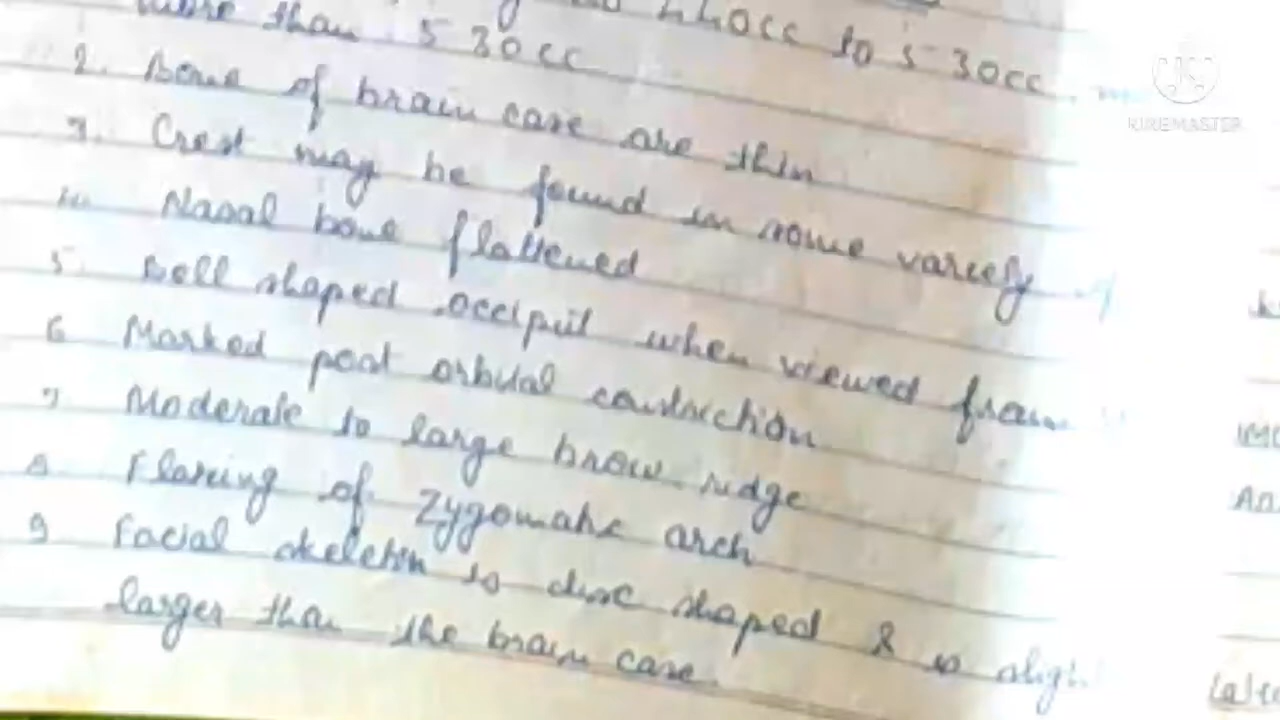 440cc to 530cc
more than 530cc
2. Bone of brain case are thin
3. Crest may be found in some variety of
4. Nasal bone flattened
5. Bell shaped occiput when viewed from
6 Marked post orbital constriction
7 Moderate to large brow ridge
8 Flaring of Zygomatic arch
9 Facial skeleton is disc shaped & is sligh
larger than the brain case.
KINEMASTER